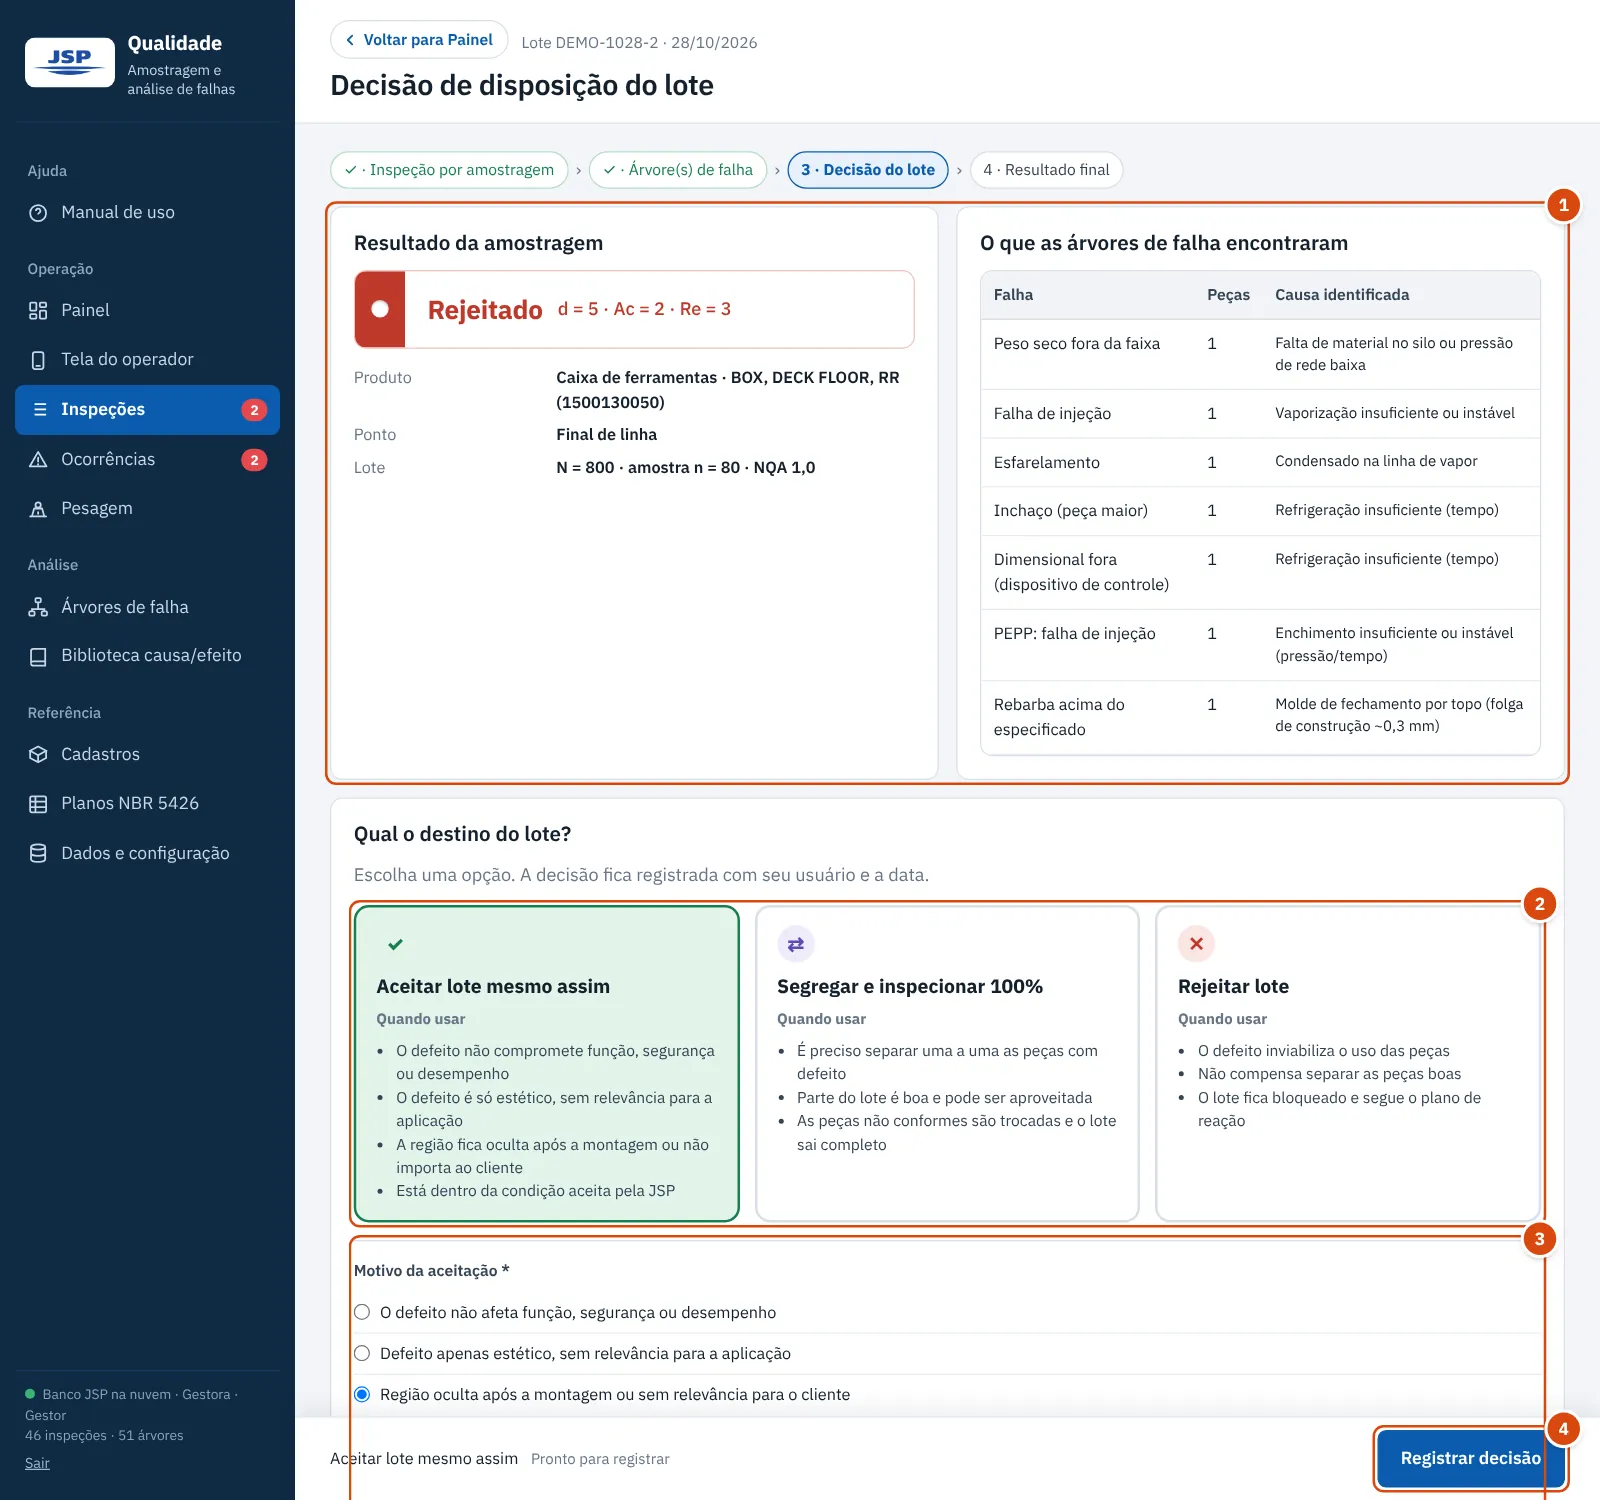 JSP
Qualidade
Amostragem e
análise de falhas
Ajuda
Manual de uso
Operação
Painel
Tela do operador
Inspeções 2
Ocorrências 2
Pesagem
Análise
Árvores de falha
Biblioteca causa/efeito
Referência
Cadastros
Planos NBR 5426
Dados e configuração
Banco JSP na nuvem · Gestora ·
Gestor
46 inspeções · 51 árvores
Sair
Voltar para Painel
Lote DEMO-1028-2 · 28/10/2026
Decisão de disposição do lote
✓ · Inspeção por amostragem › ✓ · Árvore(s) de falha › 3 · Decisão do lote › 4 · Resultado final
1
Resultado da amostragem
Rejeitado d = 5 · Ac = 2 · Re = 3
Produto Caixa de ferramentas · BOX, DECK FLOOR, RR
(1500130050)
Ponto Final de linha
Lote N = 800 · amostra n = 80 · NQA 1,0
O que as árvores de falha encontraram
Falha Peças Causa identificada
Peso seco fora da faixa 1 Falta de material no silo ou pressão
de rede baixa
Falha de injeção 1 Vaporização insuficiente ou instável
Esfarelamento 1 Condensado na linha de vapor
Inchaço (peça maior) 1 Refrigeração insuficiente (tempo)
Dimensional fora 1 Refrigeração insuficiente (tempo)
(dispositivo de controle)
PEPP: falha de injeção 1 Enchimento insuficiente ou instável
(pressão/tempo)
Rebarba acima do 1 Molde de fechamento por topo (folga
especificado de construção ~0,3 mm)
Qual o destino do lote?
Escolha uma opção. A decisão fica registrada com seu usuário e a data.
2
Aceitar lote mesmo assim
Quando usar
• O defeito não compromete função, segurança
ou desempenho
• O defeito é só estético, sem relevância para a
aplicação
• A região fica oculta após a montagem ou não
importa ao cliente
• Está dentro da condição aceita pela JSP
Segregar e inspecionar 100%
Quando usar
• É preciso separar uma a uma as peças com
defeito
• Parte do lote é boa e pode ser aproveitada
• As peças não conformes são trocadas e o lote
sai completo
Rejeitar lote
Quando usar
• O defeito inviabiliza o uso das peças
• Não compensa separar as peças boas
• O lote fica bloqueado e segue o plano de
reação
3
Motivo da aceitação *
O defeito não afeta função, segurança ou desempenho
Defeito apenas estético, sem relevância para a aplicação
Região oculta após a montagem ou sem relevância para o cliente
4
Aceitar lote mesmo assim Pronto para registrar
Registrar decisão